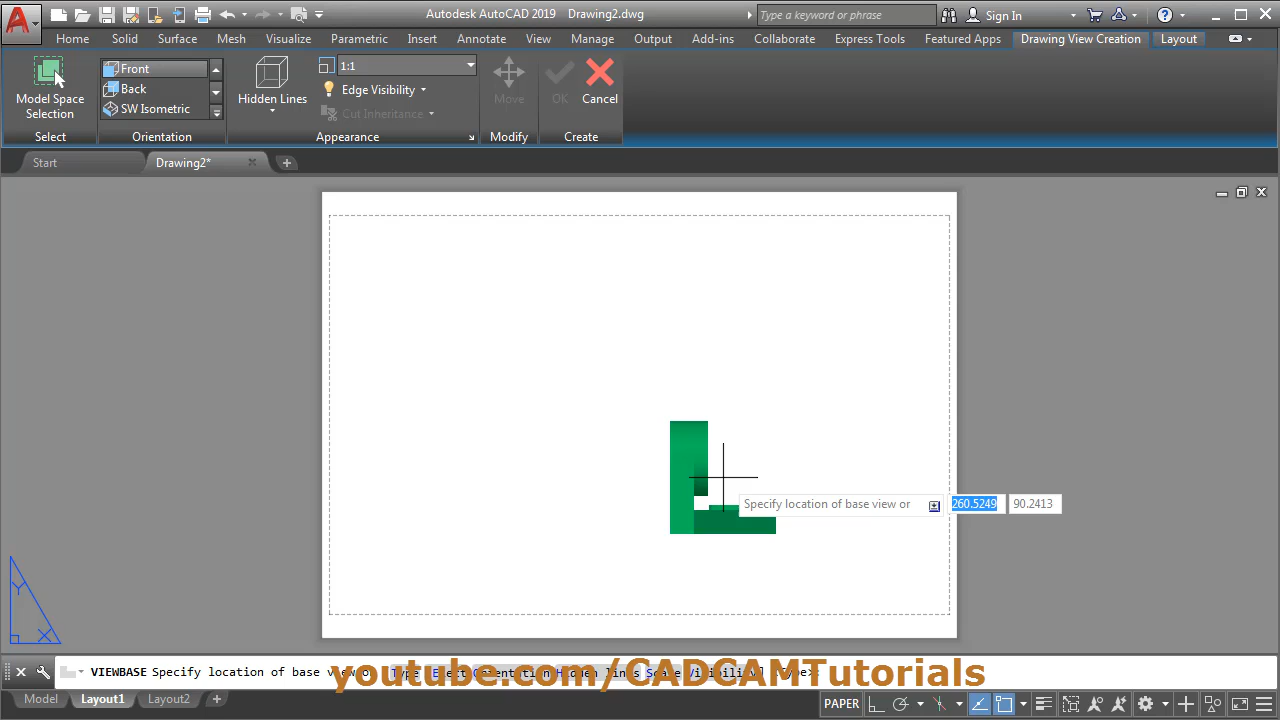 Autodesk AutoCAD 2019 Drawing2.dwg
Type a keyword or phrase
Sign In
Home Solid Surface Mesh Visualize Parametric Insert Annotate View Manage Output Add-ins Collaborate Express Tools Featured Apps Drawing View Creation Layout
Model Space Selection
Select
Front
Back
SW Isometric
Orientation
Hidden Lines
1:1
Edge Visibility
Cut Inheritance
Appearance
Move
Modify
OK
Cancel
Create
Start
Drawing2*
Specify location of base view or
260.5249
90.2413
Y
X
VIEWBASE Specify location of base view
youtube.com/CADCAMTutorials
Model
Layout1
Layout2
PAPER